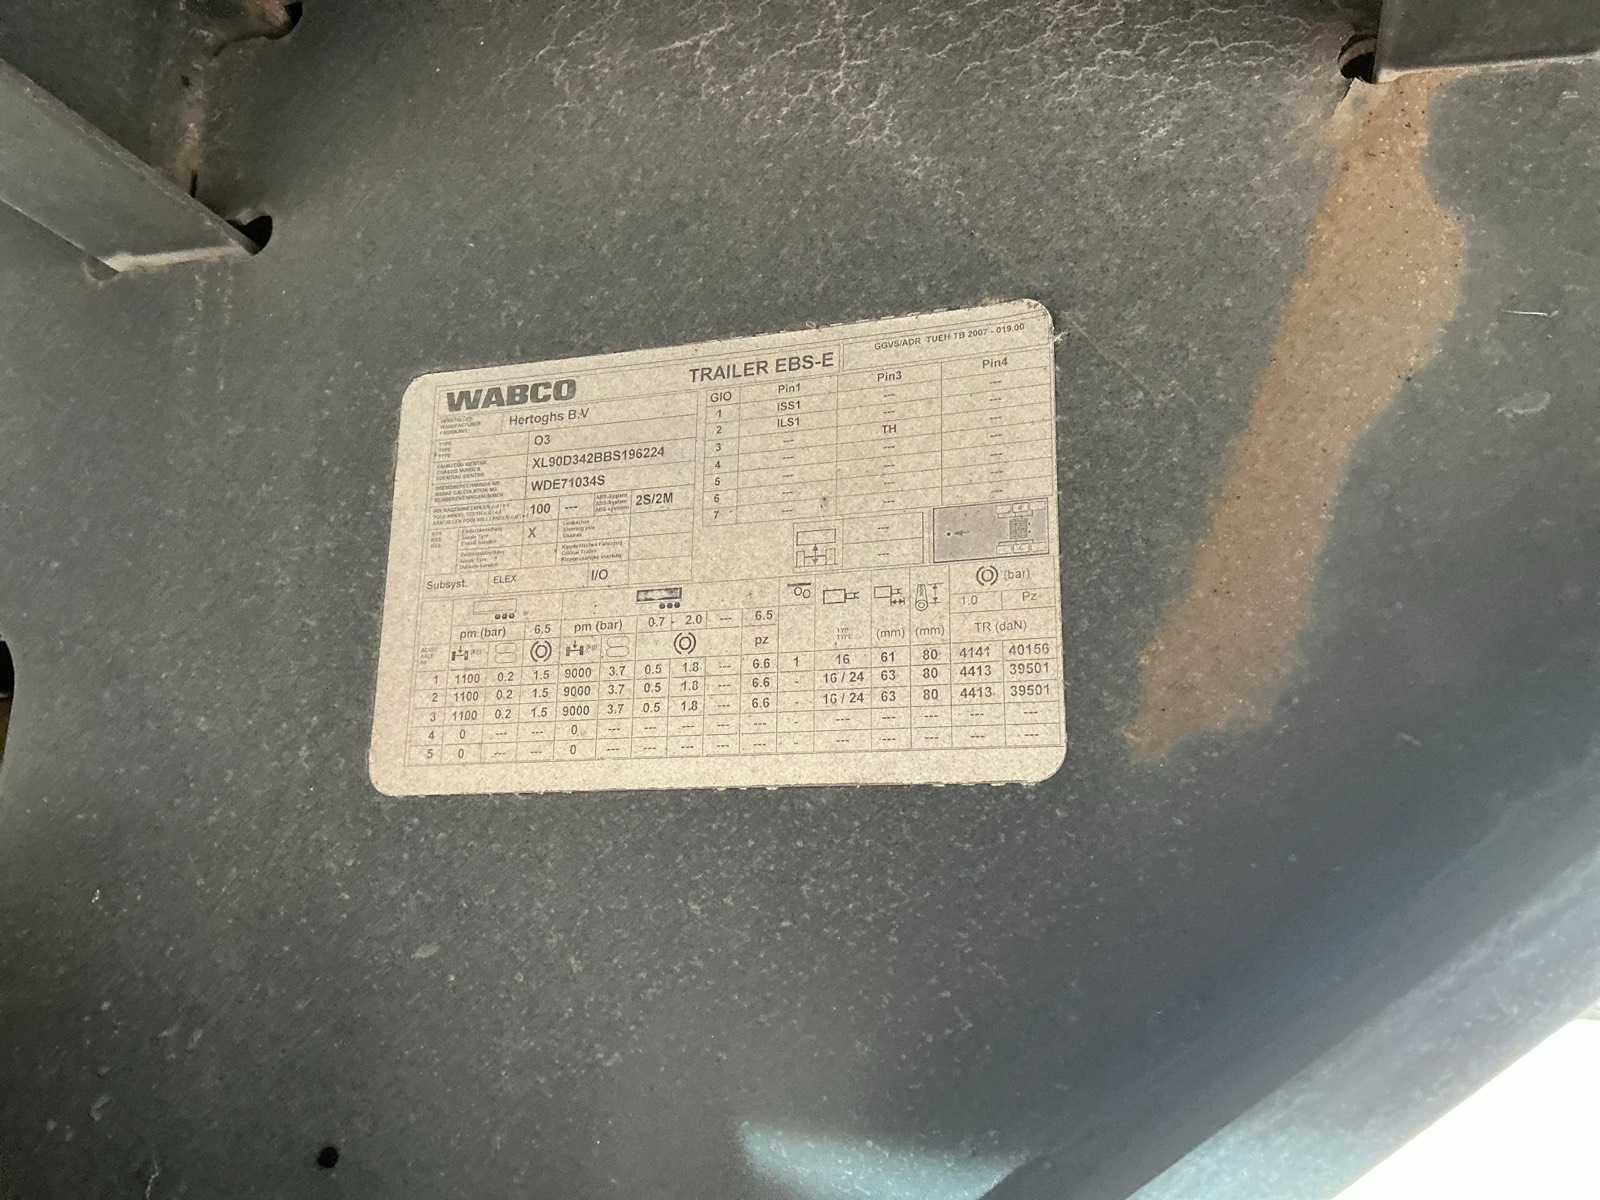 WABCO TRAILER EBS-E GGVS/ADR TUEH TB 2007 - 019.00
Hertoghs B.V
O3
XL90D342BBS196224
WDE71034S
100 --- 2S/2M
X
Subsyst. ELEX I/O
GIO Pin1 Pin3 Pin4
1 ISS1 --- ---
2 ILS1 --- ---
3 --- TH ---
4 --- --- ---
5 --- --- ---
6 --- --- ---
7 --- --- ---
---
---
(bar)
1.0 Pz
pm (bar) 6.5 pm (bar) 0.7 - 2.0 --- 6.5
pz TYP TYPE (mm) (mm) TR (daN)
1 1100 0.2 1.5 9000 3.7 0.5 1.8 --- 6.6 1 16 61 80 4141 40156
2 1100 0.2 1.5 9000 3.7 0.5 1.8 --- 6.6 - 16 / 24 63 80 4413 39501
3 1100 0.2 1.5 9000 3.7 0.5 1.8 --- 6.6 - 16 / 24 63 80 4413 39501
4 0 --- --- 0 --- --- --- --- --- - --- --- --- --- ---
5 0 --- --- 0 --- --- --- --- --- - --- --- --- --- ---